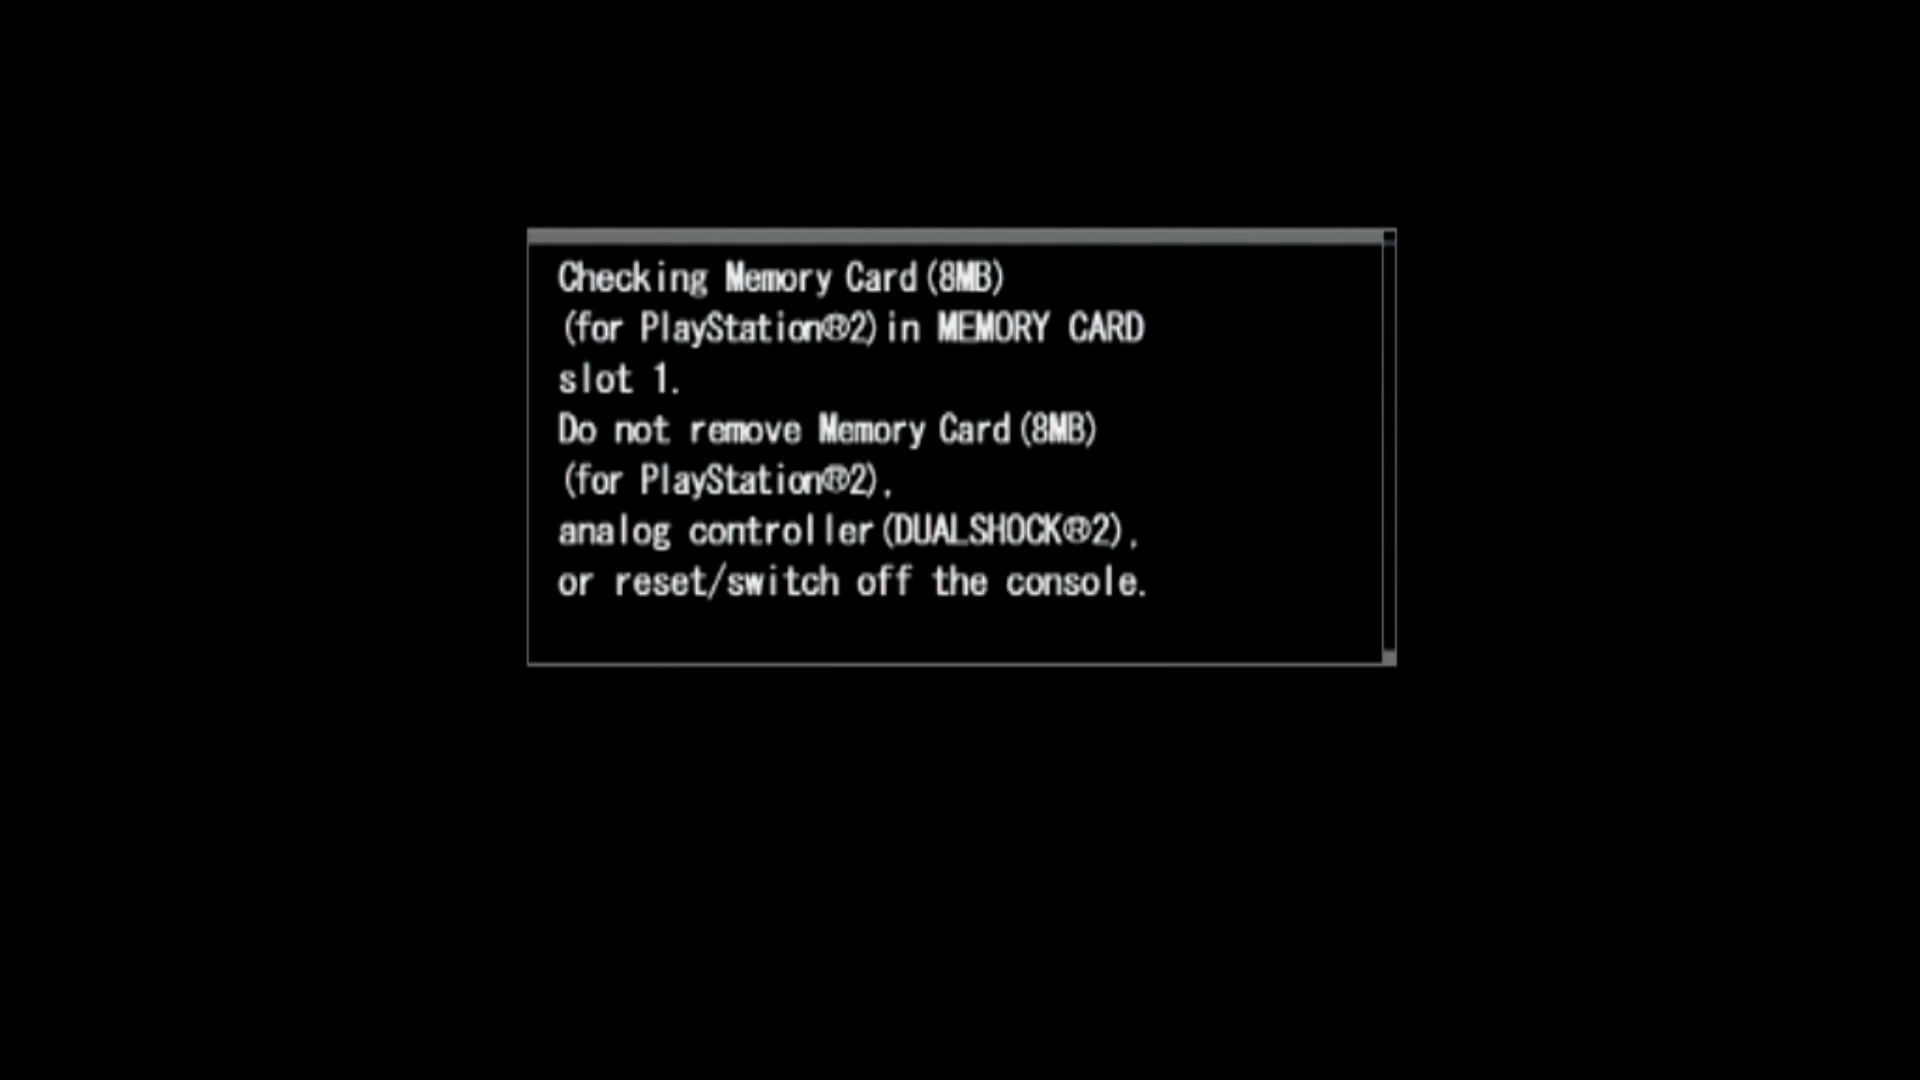 Checking Memory Card(8MB)
(for PlayStation®2)in MEMORY CARD
slot 1.
Do not remove Memory Card(8MB)
(for PlayStation®2),
analog controller(DUALSHOCK®2),
or reset/switch off the console.